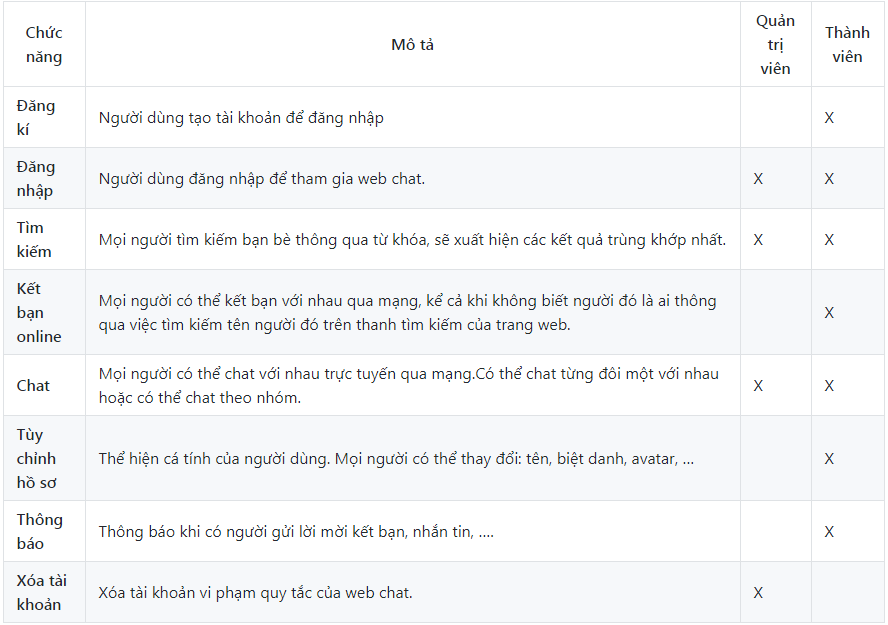 Chức năng
Mô tả
Quản trị viên
Thành viên
Đăng kí
Người dùng tạo tài khoản để đăng nhập
X
Đăng nhập
Người dùng đăng nhập để tham gia web chat.
X
X
Tìm kiếm
Mọi người tìm kiếm bạn bè thông qua từ khóa, sẽ xuất hiện các kết quả trùng khớp nhất.
X
X
Kết bạn online
Mọi người có thể kết bạn với nhau qua mạng, kể cả khi không biết người đó là ai thông
qua việc tìm kiếm tên người đó trên thanh tìm kiếm của trang web.
X
Chat
Mọi người có thể chat với nhau trực tuyến qua mạng.Có thể chat từng đôi một với nhau
hoặc có thể chat theo nhóm.
X
X
Tùy chỉnh hồ sơ
Thể hiện cá tính của người dùng. Mọi người có thể thay đổi: tên, biệt danh, avatar, ...
X
Thông báo
Thông báo khi có người gửi lời mời kết bạn, nhắn tin, ....
X
Xóa tài khoản
Xóa tài khoản vi phạm quy tắc của web chat.
X